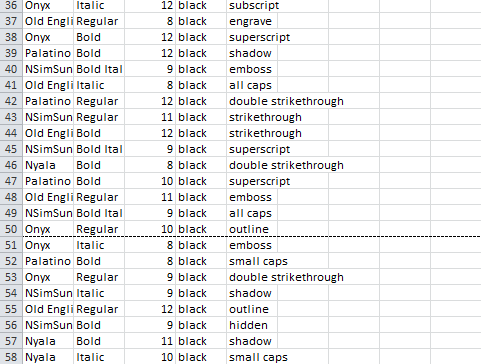 36 Onyx Italic 12 black subscript
37 Old Engli Regular 8 black engrave
38 Onyx Bold 12 black superscript
39 Palatino Bold 12 black shadow
40 NSimSun Bold Ital 9 black emboss
41 Old Engli Italic 8 black all caps
42 Palatino Regular 12 black double strikethrough
43 NSimSun Regular 11 black strikethrough
44 Old Engli Bold 12 black strikethrough
45 NSimSun Bold Ital 9 black superscript
46 Nyala Bold 8 black double strikethrough
47 Palatino Bold 10 black superscript
48 Old Engli Regular 11 black emboss
49 NSimSun Bold Ital 9 black all caps
50 Onyx Regular 10 black outline
51 Onyx Italic 8 black emboss
52 Palatino Bold 8 black small caps
53 Onyx Regular 9 black double strikethrough
54 NSimSun Italic 9 black shadow
55 Old Engli Regular 12 black outline
56 NSimSun Bold 9 black hidden
57 Nyala Bold 11 black shadow
58 Nyala Italic 10 black small caps